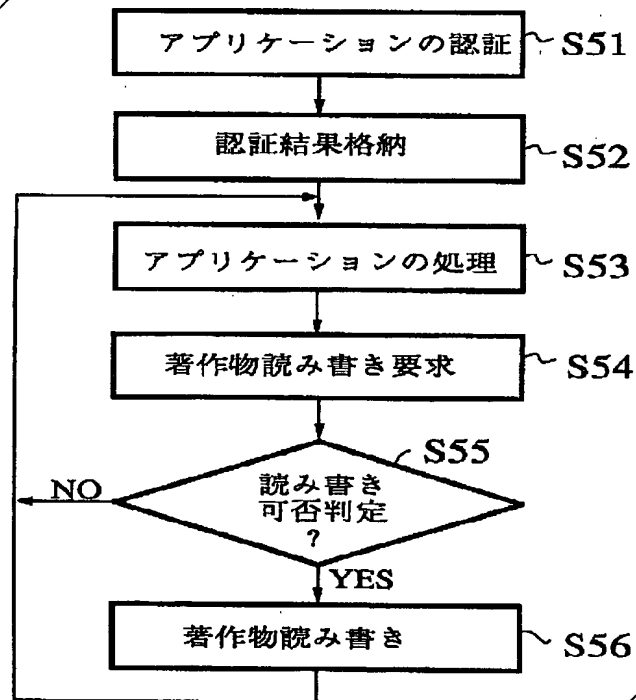 アプリケーションの認証 S51
認証結果格納 S52
アプリケーションの処理 S53
著作物読み書き要求 S54
S55
読み書き
可否判定
?
NO
YES
著作物読み書き S56